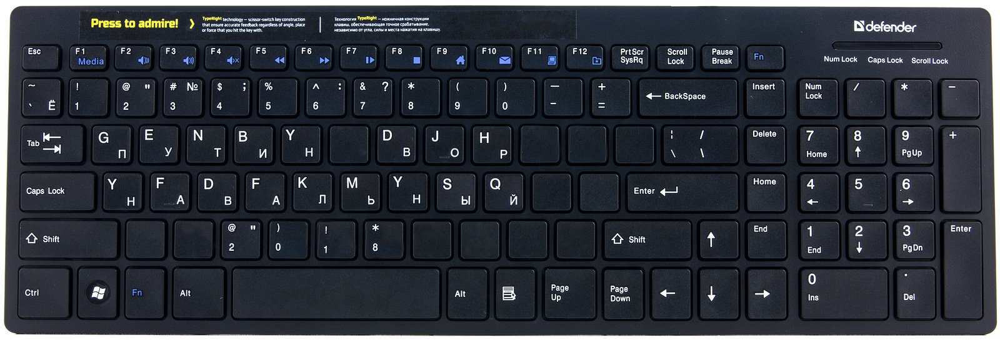 Press to admire!
TypeRight technology — scissor-switch key construction
that ensure accurate feedback regardless of angle, place
or force that you hit the key with.
Технология TypeRight — ножничная конструкции
клавиш, обеспечивающая точное срабатывание,
независимо от угла, силы и места нажатия на клавишу.
defender
Num Lock Caps Lock Scroll Lock
Esc F1 Media F2 F3 F4 x F5 F6 F7 F8 F9 F10 F11 F12 PrtScr SysRq Scroll Lock Pause Break Fn
~ ` Ё ! 1 @ " 2 # № 3 $ ; 4 % 5 ^ : 6 & ? 7 * 8 ( 9 ) 0 — – + = ← BackSpace Insert Num Lock / * –
Tab G П E У N Т B И Y Н D В J О H Р ¦ / \ \ Delete 7 Home 8 ↑ 9 PgUp +
Caps Lock Y Н F А D В F А K Л M Ь Y Н S Ы Q Й Enter Home 4 ← 5 _ 6 →
Shift @ " 2 ) 0 ! 1 * 8 Shift ↑ End 1 End 2 ↓ 3 PgDn Enter
Ctrl Fn Alt Alt Page Up Page Down ← ↓ → 0 Ins . Del